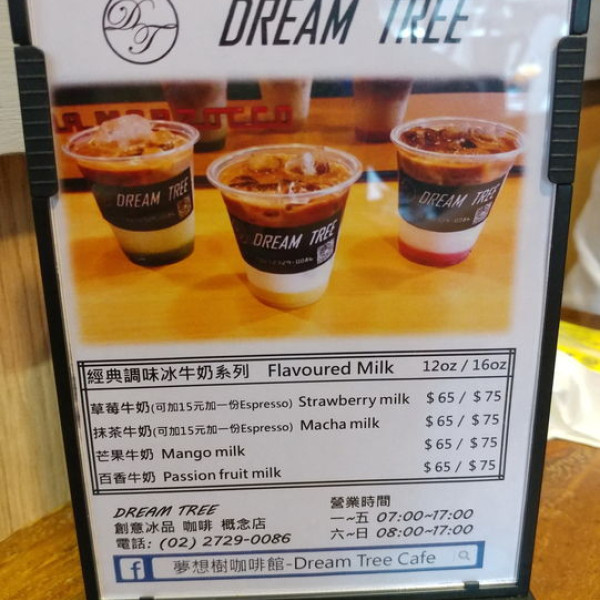 DT
DREAM TREE
LA MARZOCCO
DREAM TREE
DREAM TREE
DREAM TREE
經典調味冰牛奶系列 Flavoured Milk 12oz / 16oz
草莓牛奶(可加15元加一份Espresso) Strawberry milk $65 / $75
抹茶牛奶(可加15元加一份Espresso) Macha milk $65 / $75
芒果牛奶 Mango milk $65 / $75
百香牛奶 Passion fruit milk $65 / $75
DREAM TREE
創意冰品 咖啡 概念店
電話: (02) 2729-0086
營業時間
一~五 07:00~17:00
六~日 08:00~17:00
f 夢想樹咖啡館-Dream Tree Cafe